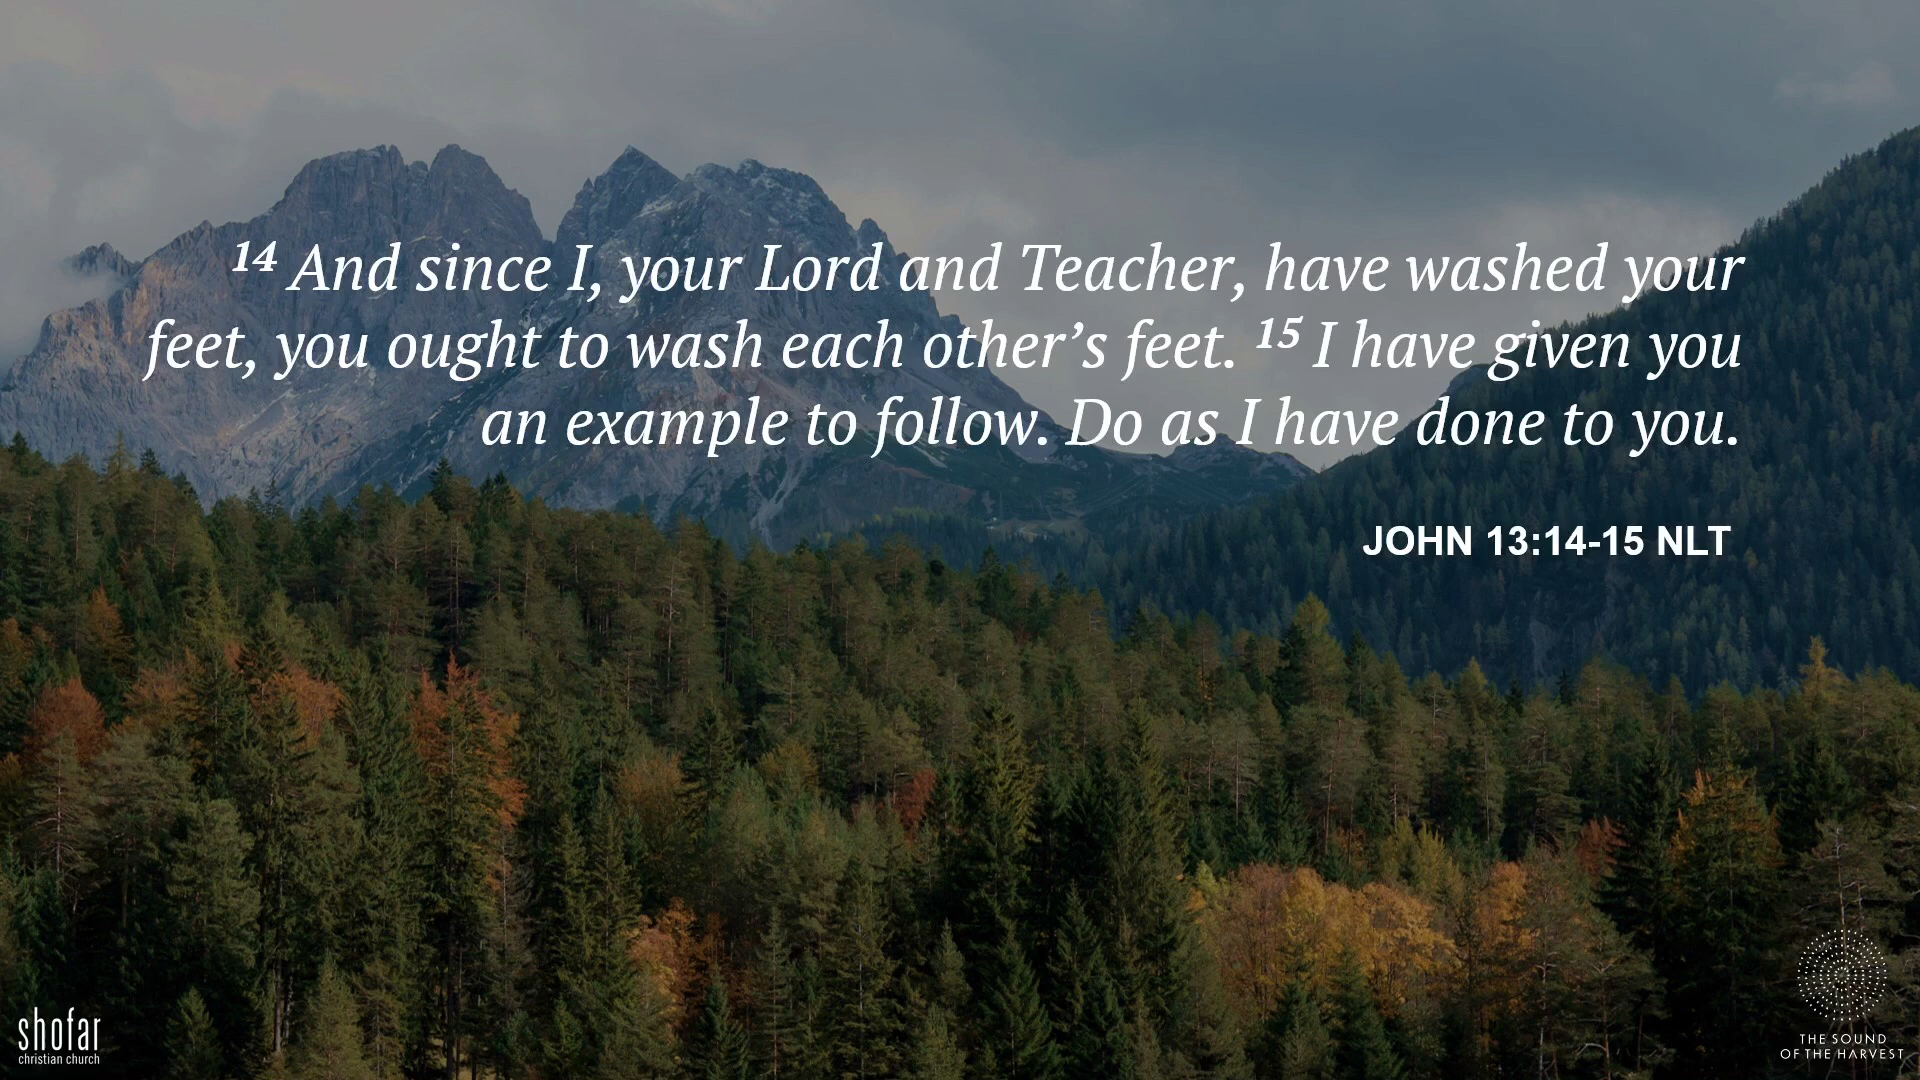 ¹⁴ And since I, your Lord and Teacher, have washed your
feet, you ought to wash each other’s feet. ¹⁵ I have given you
an example to follow. Do as I have done to you.
JOHN 13:14-15 NLT
shofar
christian church
THE SOUND
OF THE HARVEST